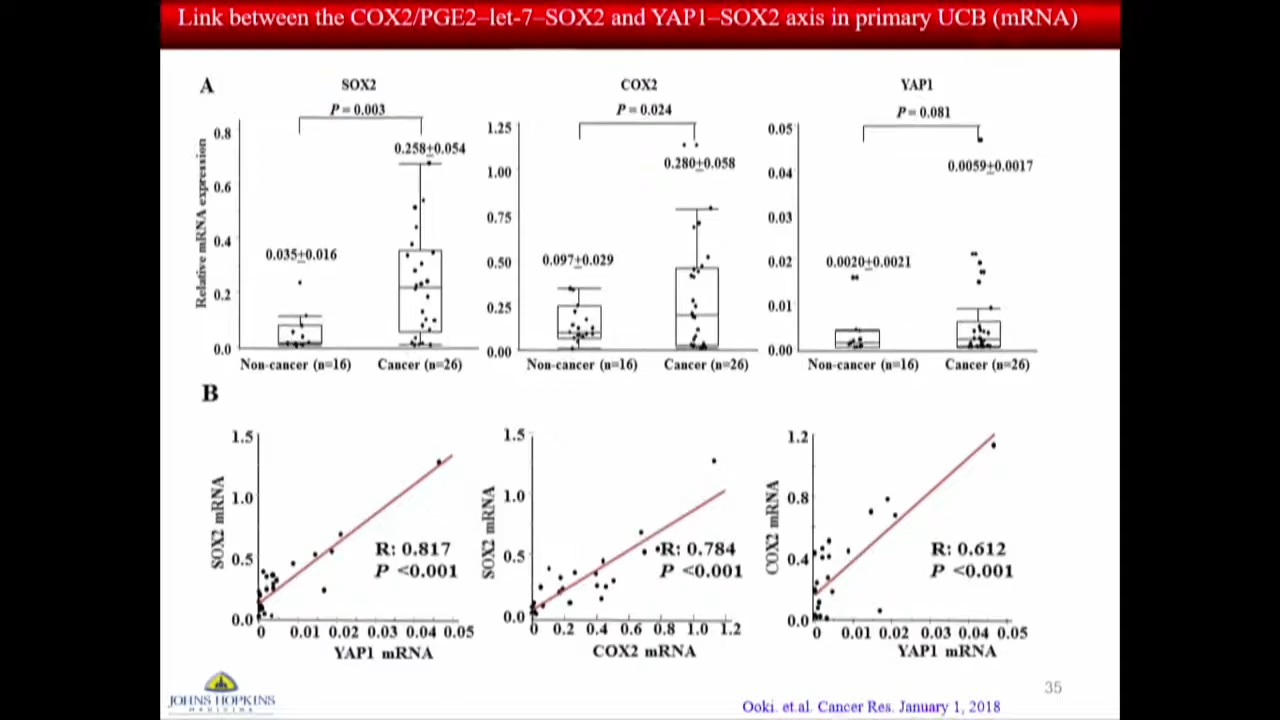 Link between the COX2/PGE2–let-7–SOX2 and YAP1–SOX2 axis in primary UCB (mRNA)
A
SOX2
COX2
YAP1
P = 0.003
P = 0.024
P = 0.081
Relative mRNA expression
0.8
0.6
0.4
0.2
0.0
0.035±0.016
0.258±0.054
Non-cancer (n=16)
Cancer (n=26)
1.25
1.00
0.75
0.50
0.25
0.00
0.097±0.029
0.280±0.058
Non-cancer (n=16)
Cancer (n=26)
0.05
0.04
0.03
0.02
0.01
0.00
0.0020±0.0021
0.0059±0.0017
Non-cancer (n=16)
Cancer (n=26)
B
SOX2 mRNA
1.5
1.0
0.5
0.0
R: 0.817
P <0.001
0 0.01 0.02 0.03 0.04 0.05
YAP1 mRNA
SOX2 mRNA
1.5
1.0
0.5
0.0
R: 0.784
P <0.001
0 0.2 0.4 0.6 0.8 1.0 1.2
COX2 mRNA
COX2 mRNA
1.2
0.8
0.4
0.0
R: 0.612
P <0.001
0 0.01 0.02 0.03 0.04 0.05
YAP1 mRNA
JOHNS HOPKINS
MEDICINE
35
Ooki. et.al. Cancer Res. January 1, 2018